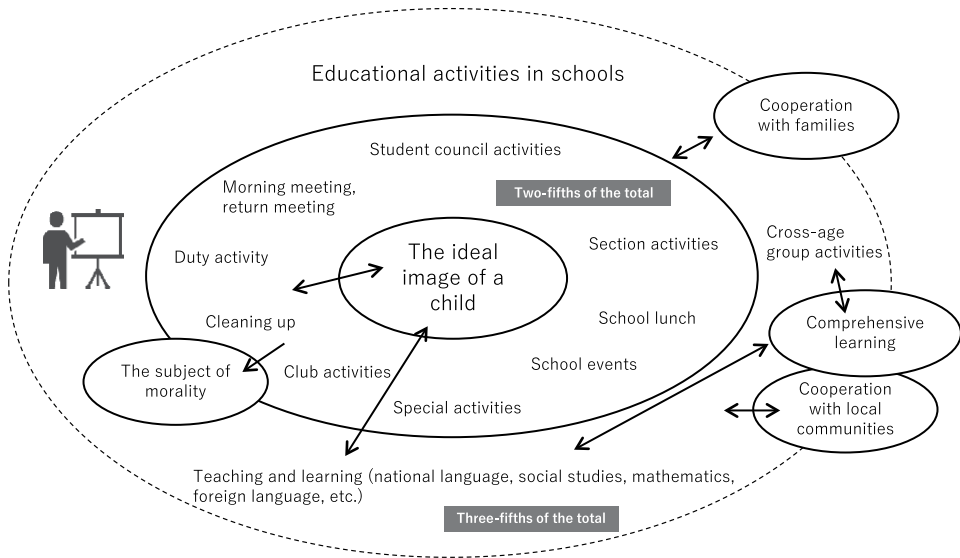 Educational activities in schools
Cooperation
with families
Student council activities
Morning meeting,
return meeting
Two-fifths of the total
Cross-age
group activities
Section activities
Duty activity
The ideal
image of a
child
Cleaning up
School lunch
Comprehensive
learning
The subject of
morality
Club activities
School events
Cooperation
with local
communities
Special activities
Teaching and learning (national language, social studies, mathematics,
foreign language, etc.)
Three-fifths of the total